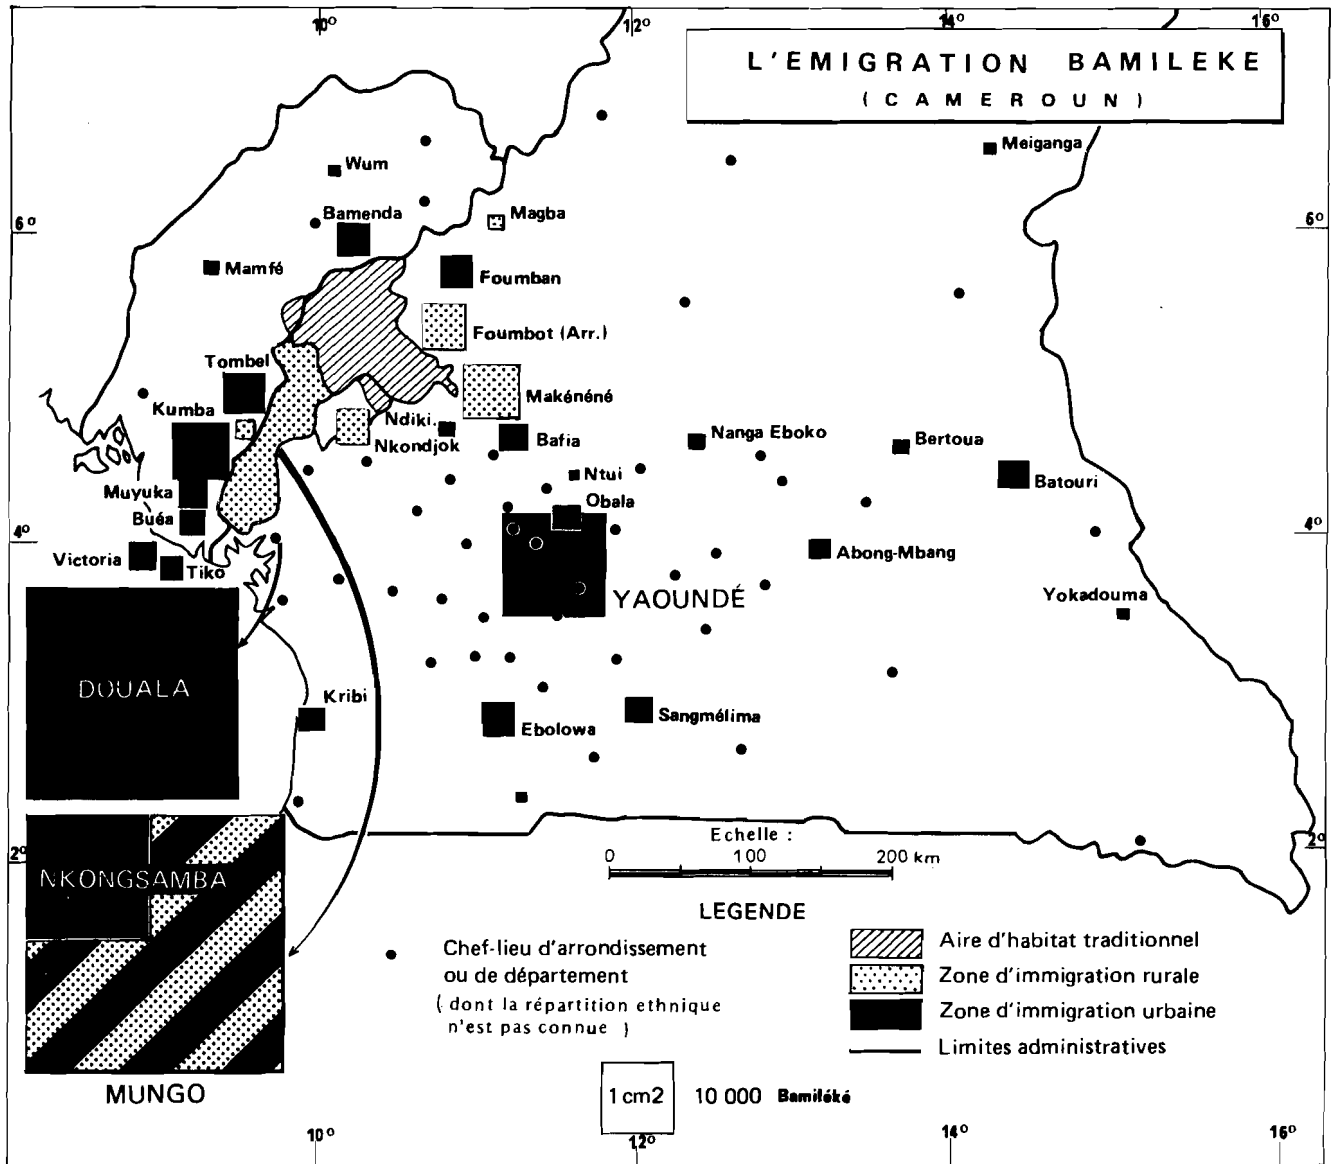 10°
12°
14°
16°
L'EMIGRATION BAMILEKE
(CAMEROUN)
Meiganga
Wum
Bamenda
Magba
6°
6°
Mamfé
Foumban
Foumbot (Arr.)
Tombel
Makénéné
Kumba
Ndiki.
Nkondjok
Bafia
Nanga Eboko
Bertoua
Ntui
Batouri
Muyuka
Obala
Buéa
4°
4°
Victoria
Tiko
Abong-Mbang
YAOUNDÉ
Yokadouma
DOUALA
Kribi
Ebolowa
Sangmélima
Echelle :
2°
2°
0 100 200 km
NKONGSAMBA
LEGENDE
Chef-lieu d'arrondissement
ou de département
( dont la répartition ethnique
n'est pas connue )
Aire d'habitat traditionnel
Zone d'immigration rurale
Zone d'immigration urbaine
Limites administratives
MUNGO
1 cm2 10 000 Bamiléké
10°
12°
14°
16°